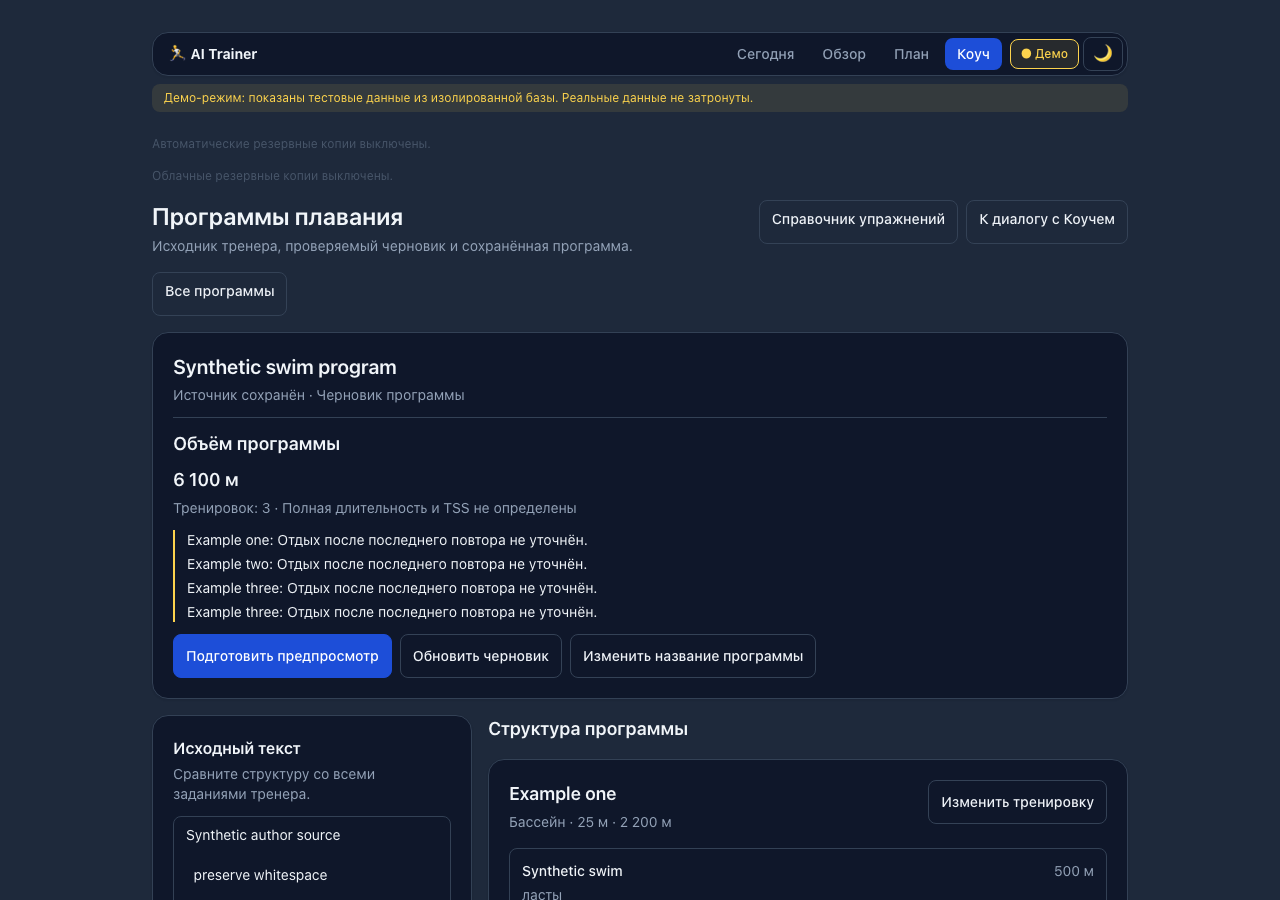 AI Trainer
Сегодня
Обзор
План
Коуч
Демо
Демо-режим: показаны тестовые данные из изолированной базы. Реальные данные не затронуты.
Автоматические резервные копии выключены.
Облачные резервные копии выключены.
Программы плавания
Исходник тренера, проверяемый черновик и сохранённая программа.
Справочник упражнений
К диалогу с Коучем
Все программы
Synthetic swim program
Источник сохранён · Черновик программы
Объём программы
6 100 м
Тренировок: 3 · Полная длительность и TSS не определены
Example one: Отдых после последнего повтора не уточнён.
Example two: Отдых после последнего повтора не уточнён.
Example three: Отдых после последнего повтора не уточнён.
Example three: Отдых после последнего повтора не уточнён.
Подготовить предпросмотр
Обновить черновик
Изменить название программы
Исходный текст
Сравните структуру со всеми
заданиями тренера.
Synthetic author source
preserve whitespace
Структура программы
Example one
Бассейн · 25 м · 2 200 м
Изменить тренировку
Synthetic swim
500 м
ласты